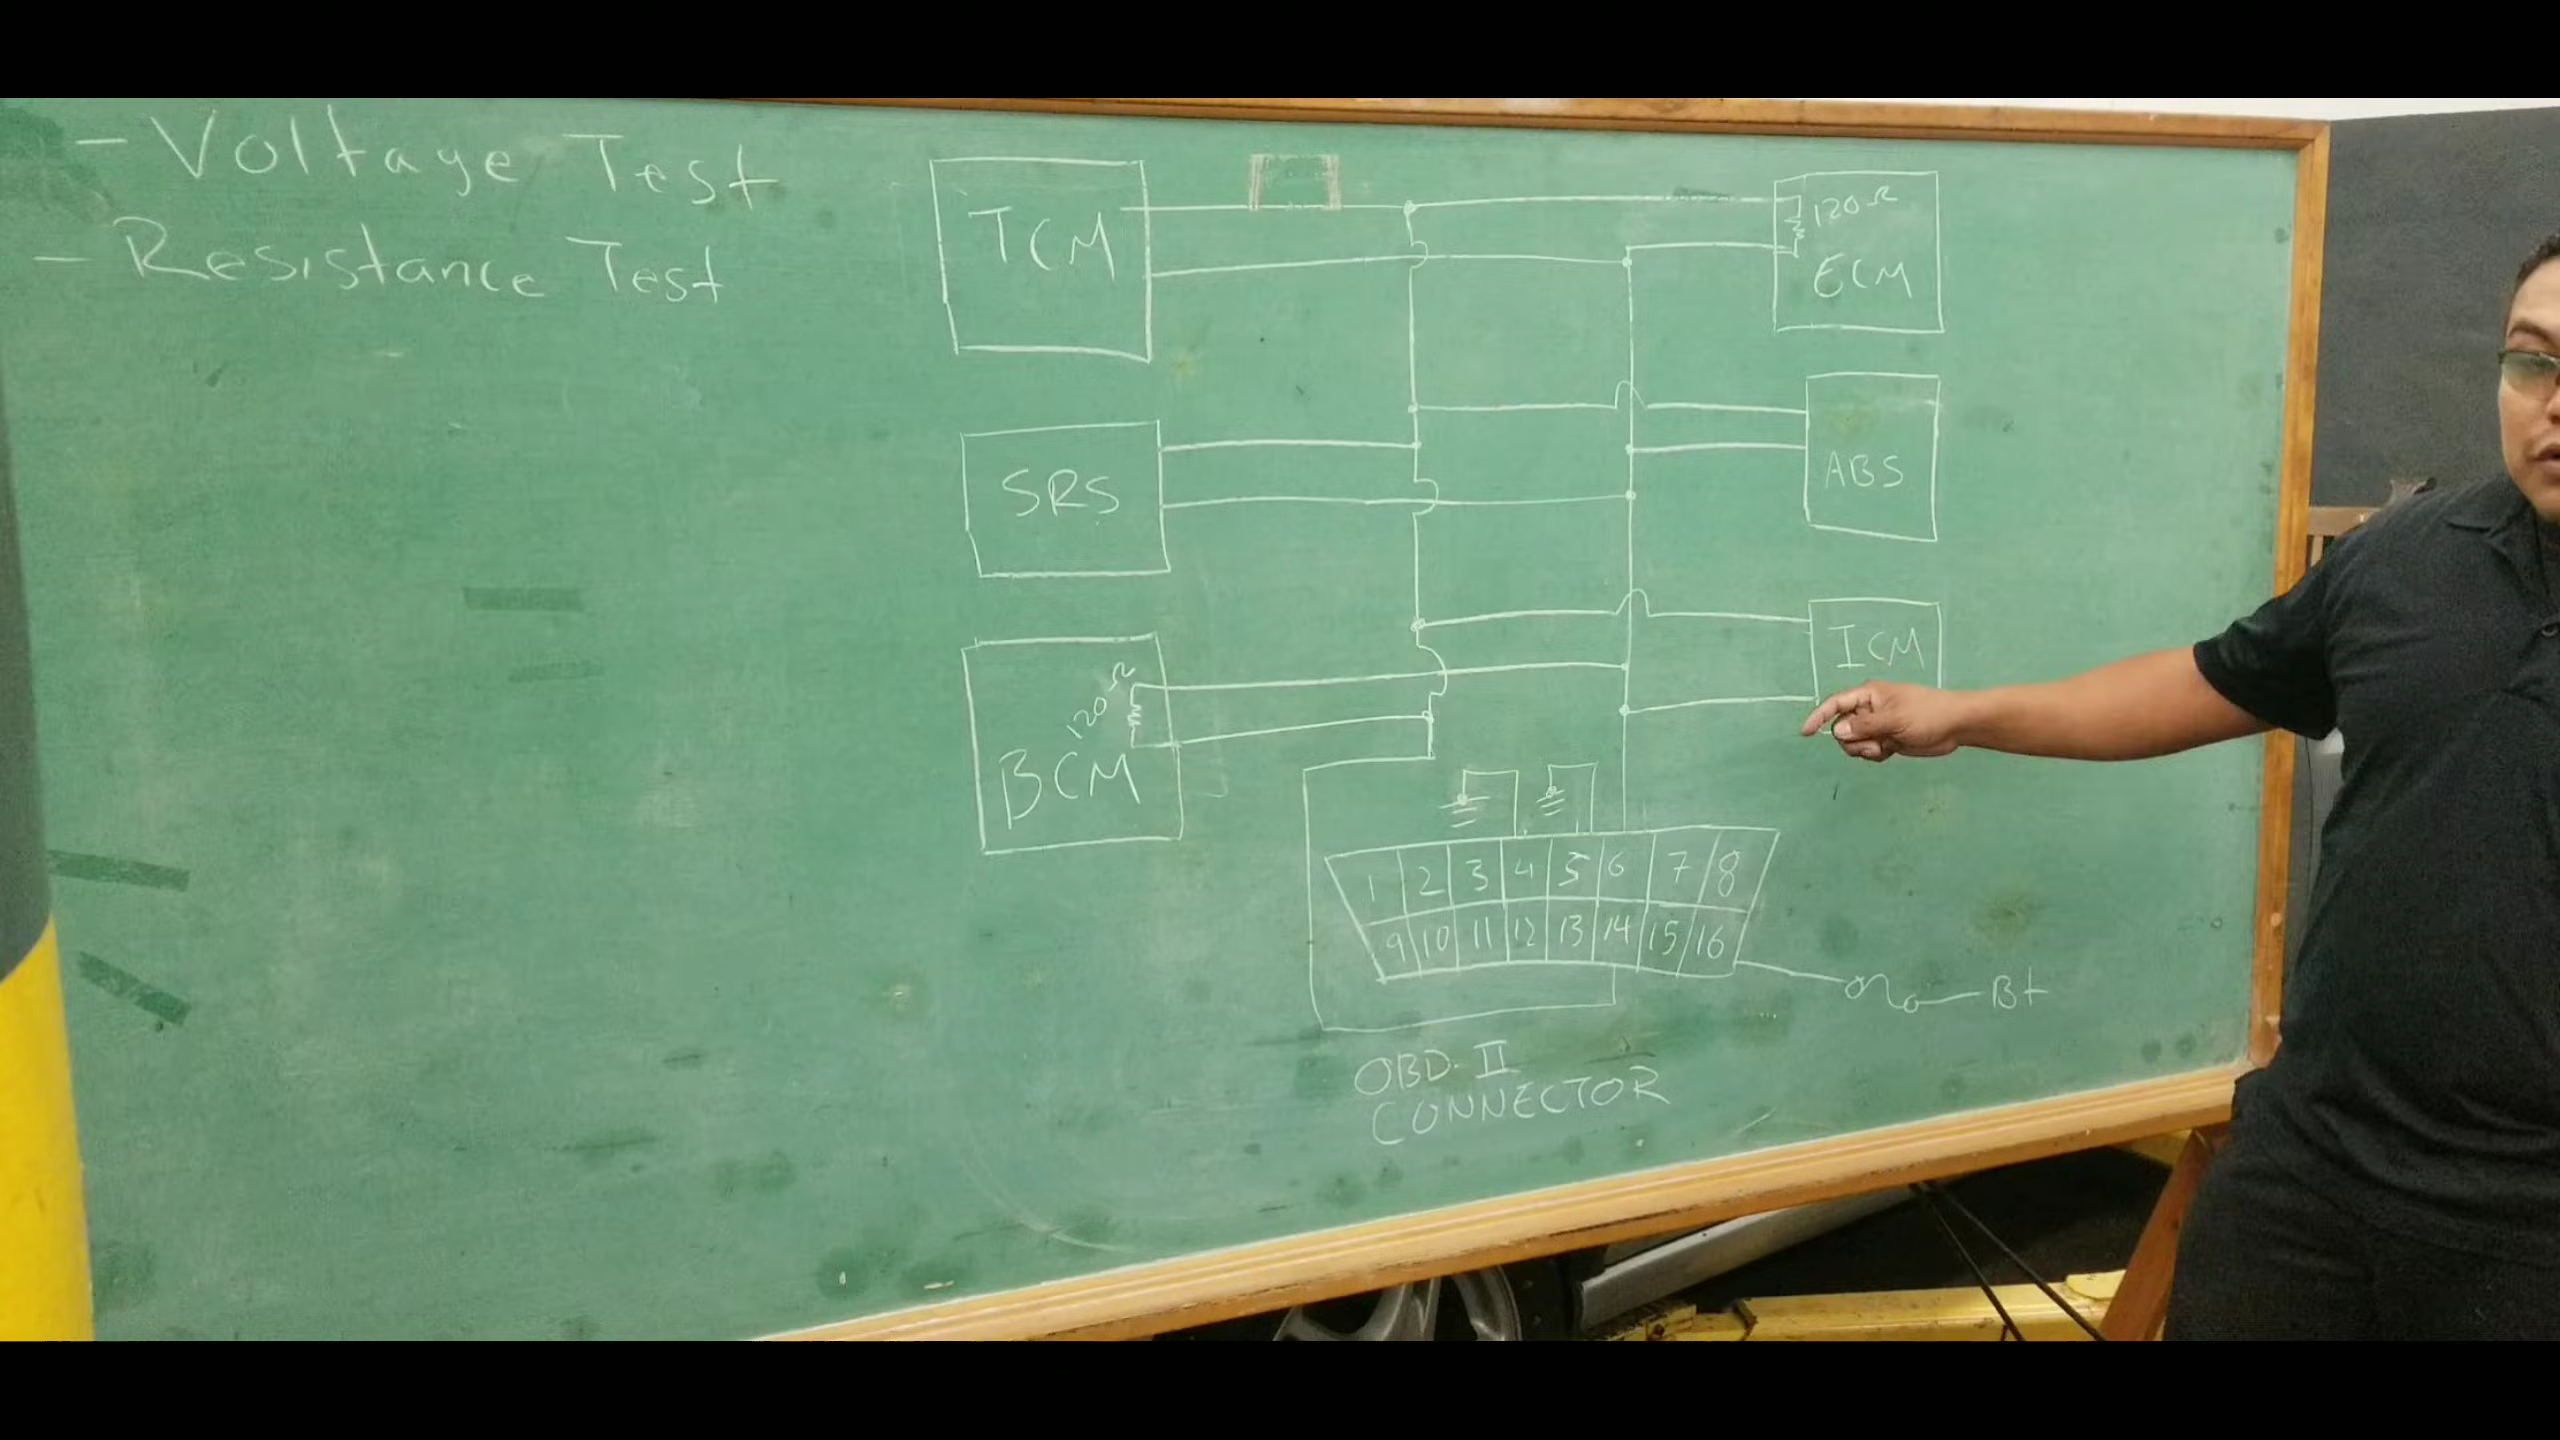 - Voltage Test
- Resistance Test
TCM
120Ω
ECM
SRS
ABS
120Ω
BCM
ICM
1 2 3 4 5 6 7 8
9 10 11 12 13 14 15 16
B+
OBD-II
CONNECTOR